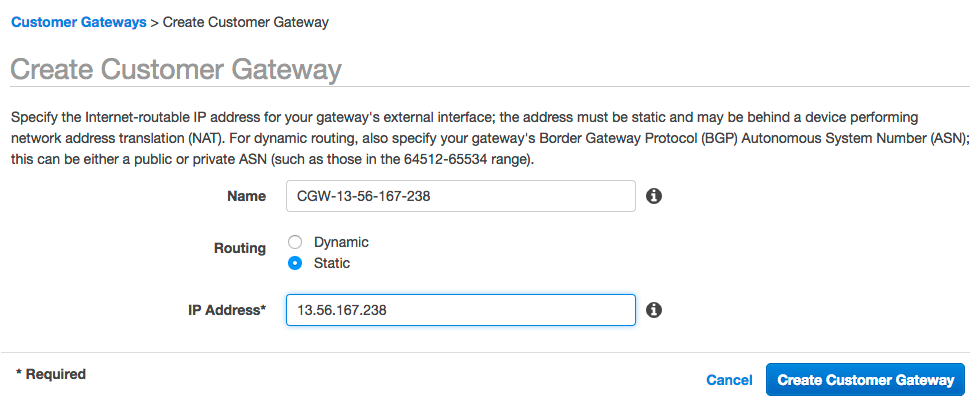 Customer Gateways > Create Customer Gateway
Create Customer Gateway
Specify the Internet-routable IP address for your gateway's external interface; the address must be static and may be behind a device performing
network address translation (NAT). For dynamic routing, also specify your gateway's Border Gateway Protocol (BGP) Autonomous System Number (ASN);
this can be either a public or private ASN (such as those in the 64512-65534 range).
Name CGW-13-56-167-238
Routing Dynamic
Static
IP Address* 13.56.167.238
* Required
Cancel Create Customer Gateway